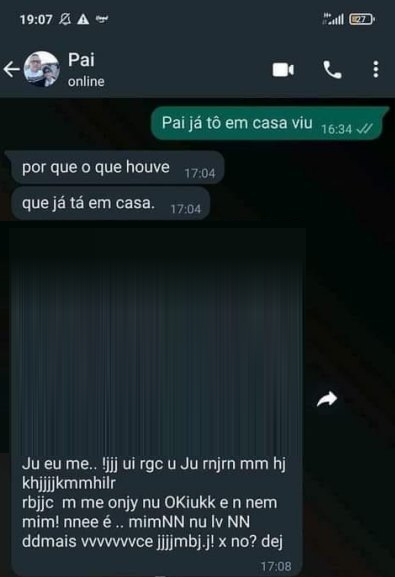 19:07
27
Pai
online
Pai já tô em casa viu 16:34
por que o que houve 17:04
que já tá em casa. 17:04
Ju eu me.. !jjj ui rgc u Ju rnjrn mm hj
khjjjjkmmhilr
rbjjc m me onjy nu OKiukk e n nem
mim! nnee é .. mimNN nu lv NN
ddmais vvvvvvvce jjjjmbj.j! x no? dej
17:08